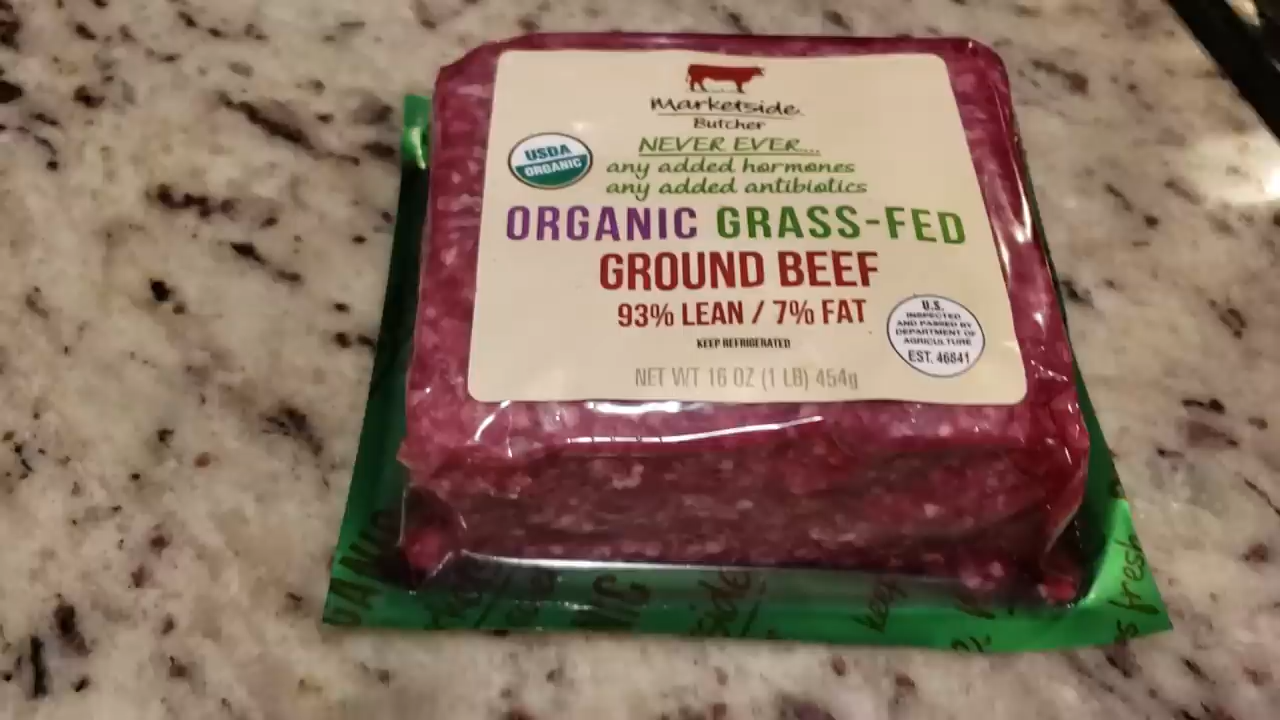 Marketside
Butcher
NEVER EVER...
any added hormones
any added antibiotics
USDA
ORGANIC
ORGANIC GRASS-FED
GROUND BEEF
93% LEAN / 7% FAT
KEEP REFRIGERATED
NET WT 16 OZ (1 LB) 454g
U.S.
INSPECTED
AND PASSED BY
DEPARTMENT OF
AGRICULTURE
EST. 46841
fresh